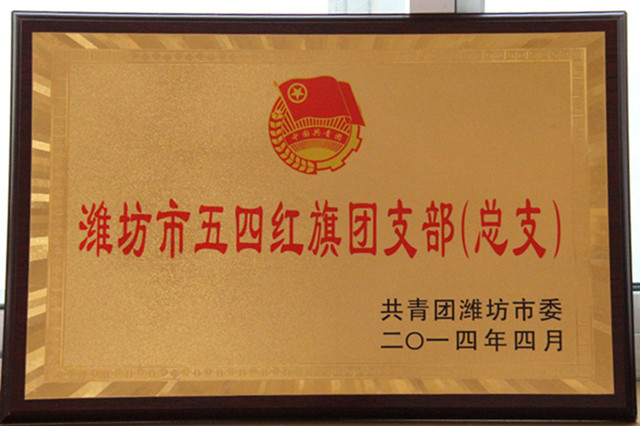 中国共青团
潍坊市五四红旗团支部(总支)
共青团潍坊市委
二〇一四年四月